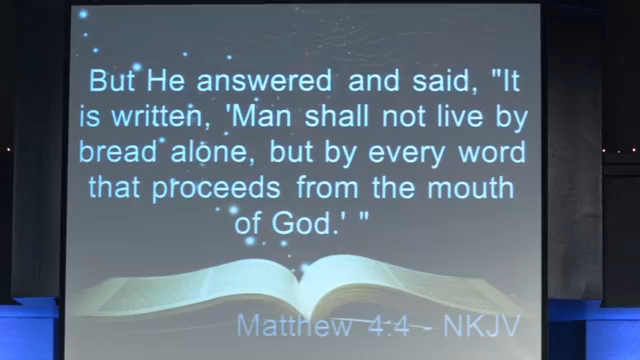 But He answered and said, "It
is written, 'Man shall not live by
bread alone, but by every word
that proceeds from the mouth
of God.' "
Matthew 4:4 - NKJV